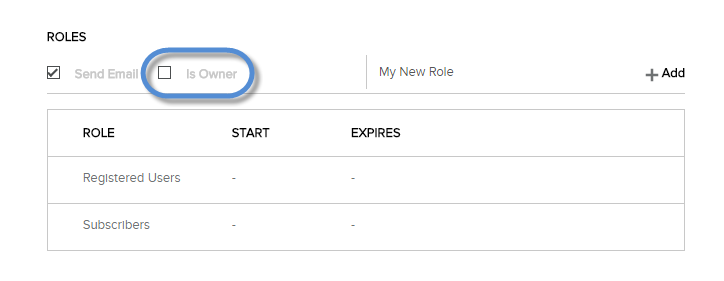 ROLES
Send Email Is Owner My New Role + Add
ROLE START EXPIRES
Registered Users - -
Subscribers - -